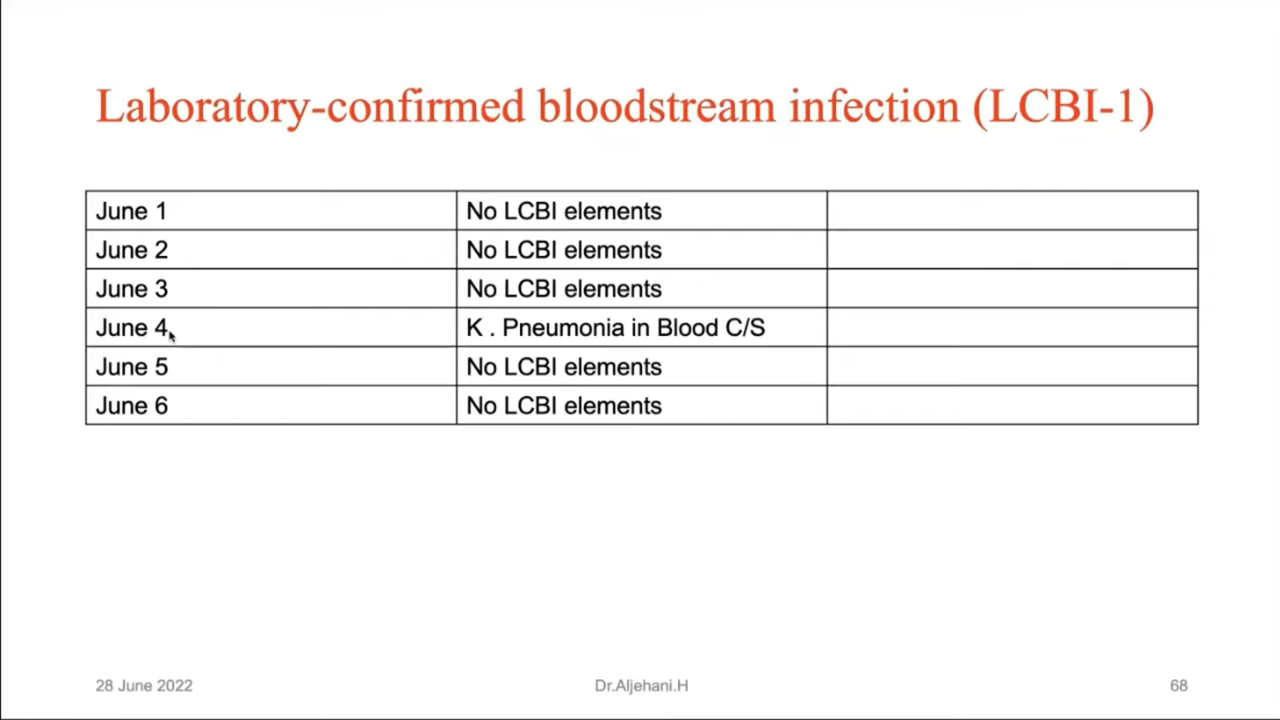 Laboratory-confirmed bloodstream infection (LCBI-1)
June 1 No LCBI elements
June 2 No LCBI elements
June 3 No LCBI elements
June 4 K . Pneumonia in Blood C/S
June 5 No LCBI elements
June 6 No LCBI elements
28 June 2022 Dr.Aljehani.H 68